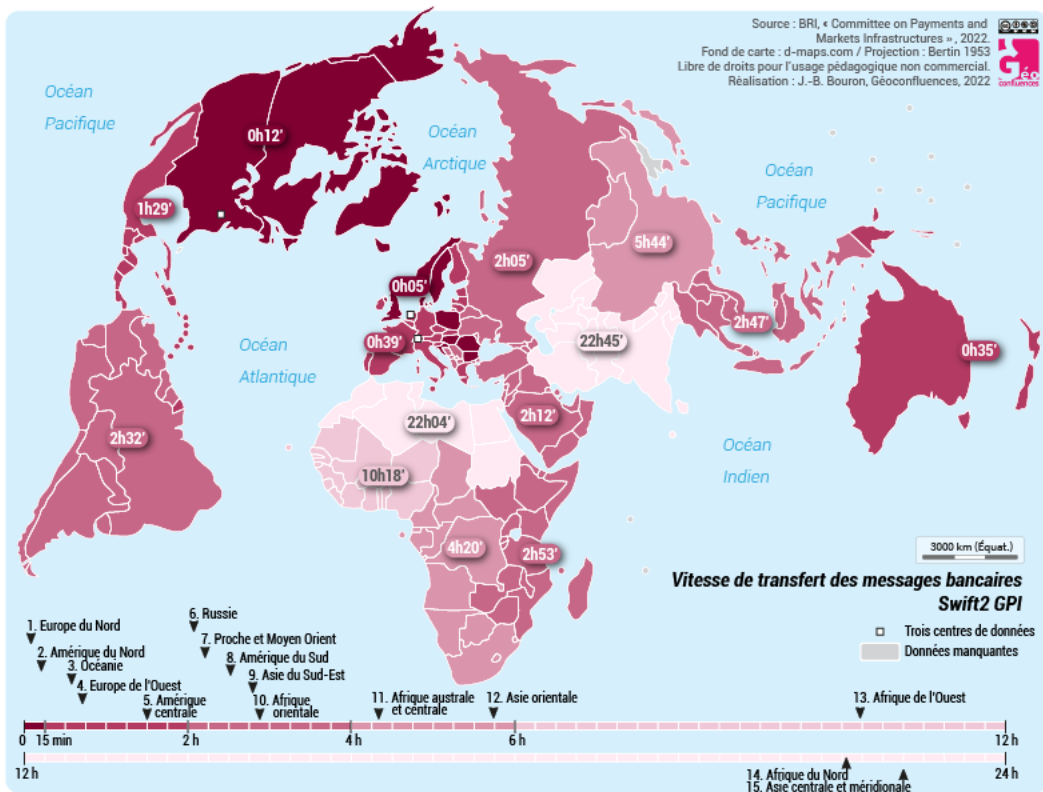 Source : BRI, « Committee on Payments and
Markets Infrastructures » , 2022.
Fond de carte : d-maps.com / Projection : Bertin 1953
Libre de droits pour l'usage pédagogique non commercial.
Réalisation : J.-B. Bouron, Géoconfluences, 2022
Géo
confluences
Océan
Pacifique
Océan
Arctique
Océan
Pacifique
0h12'
1h29'
5h44'
2h05'
0h05'
2h47'
22h45'
0h39'
0h35'
Océan
Atlantique
2h12'
22h04'
2h32'
Océan
Indien
10h18'
4h20'
2h53'
3000 km (Équat.)
Vitesse de transfert des messages bancaires
Swift2 GPI
Trois centres de données
Données manquantes
1. Europe du Nord
2. Amérique du Nord
3. Océanie
4. Europe de l'Ouest
5. Amérique
centrale
6. Russie
7. Proche et Moyen Orient
8. Amérique du Sud
9. Asie du Sud-Est
10. Afrique
orientale
11. Afrique australe
et centrale
12. Asie orientale
13. Afrique de l'Ouest
0 15 min 2 h 4 h 6 h 12 h
12 h 24 h
14. Afrique du Nord
15. Asie centrale et méridionale